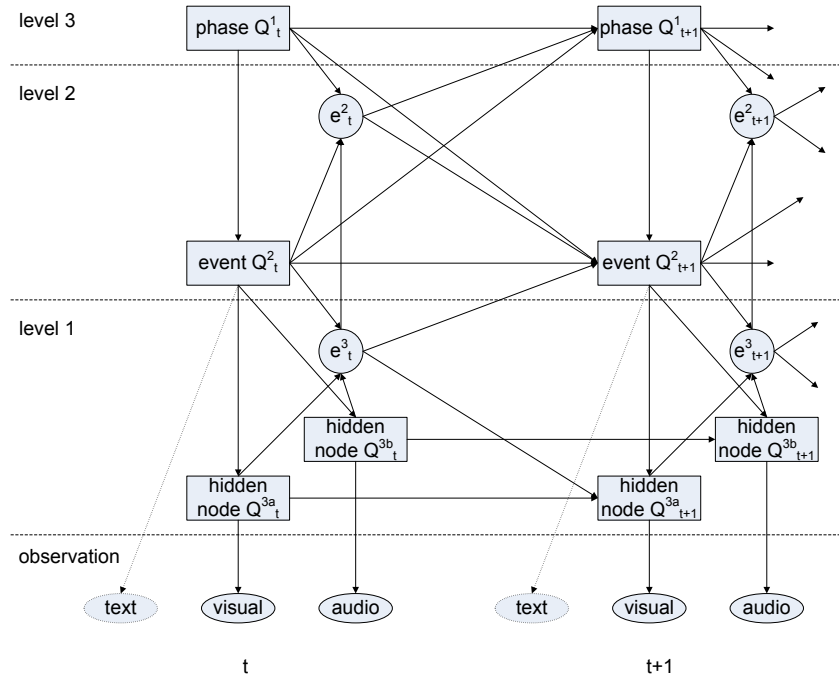 level 3
phase Q¹ₜ
phase Q¹ₜ₊₁
level 2
e²ₜ
e²ₜ₊₁
event Q²ₜ
event Q²ₜ₊₁
level 1
e³ₜ
e³ₜ₊₁
hidden
node Q³ᵇₜ
hidden
node Q³ᵇₜ₊₁
hidden
node Q³ᵃₜ
hidden
node Q³ᵃₜ₊₁
observation
text
visual
audio
text
visual
audio
t
t+1